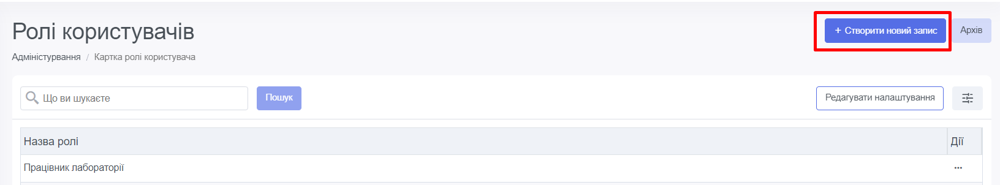 Ролі користувачів
+ Створити новий запис
Архів
Адміністурвання / Картка ролі користувача
Що ви шукаєте
Пошук
Редагувати налаштування
Назва ролі
Дії
Працівник лабораторії